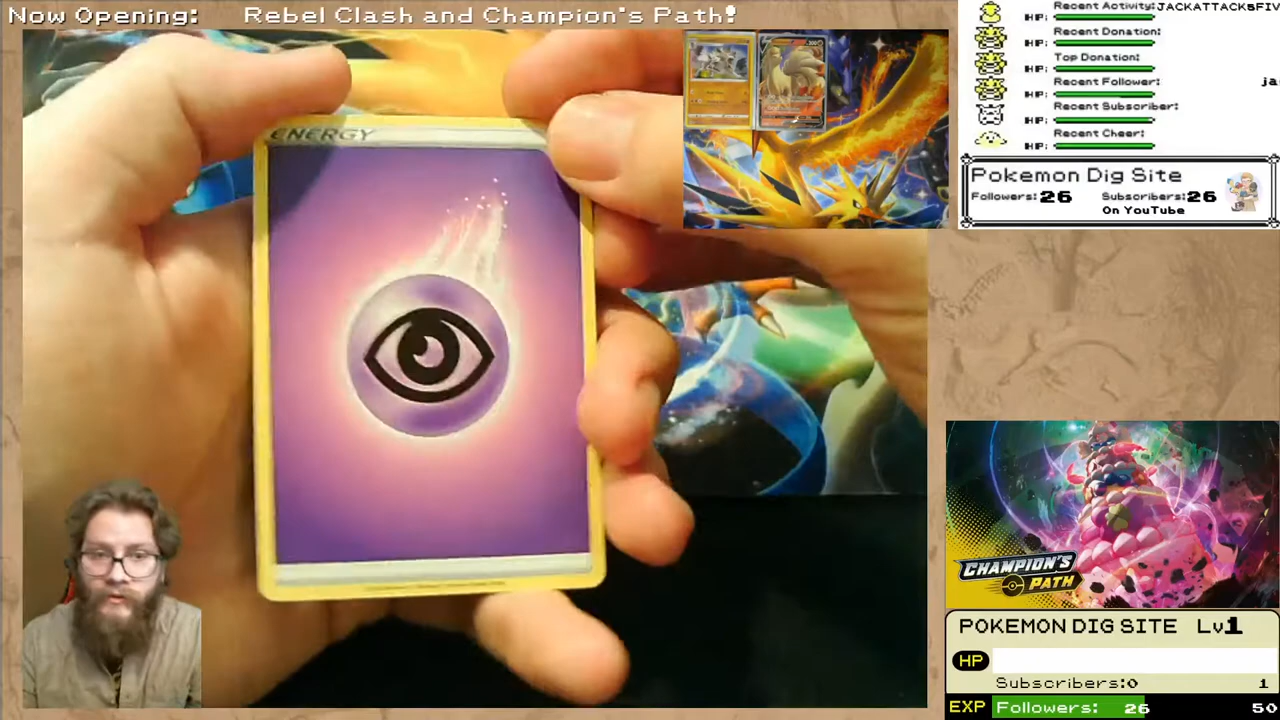 Now Opening: Rebel Clash and Champion's Path!
ENERGY
Recent Activity:JACKATTACKSFIV
HP:
Recent Donation:
HP:
Top Donation:
HP:
Recent Follower: ja
HP:
Recent Subscriber:
HP:
Recent Cheer:
HP:
Pokemon Dig Site
Followers: 26 Subscribers: 26
On YouTube
CHAMPION'S
PATH
POKEMON DIG SITE Lv1
HP
Subscribers:0 1
EXP Followers: 26 50